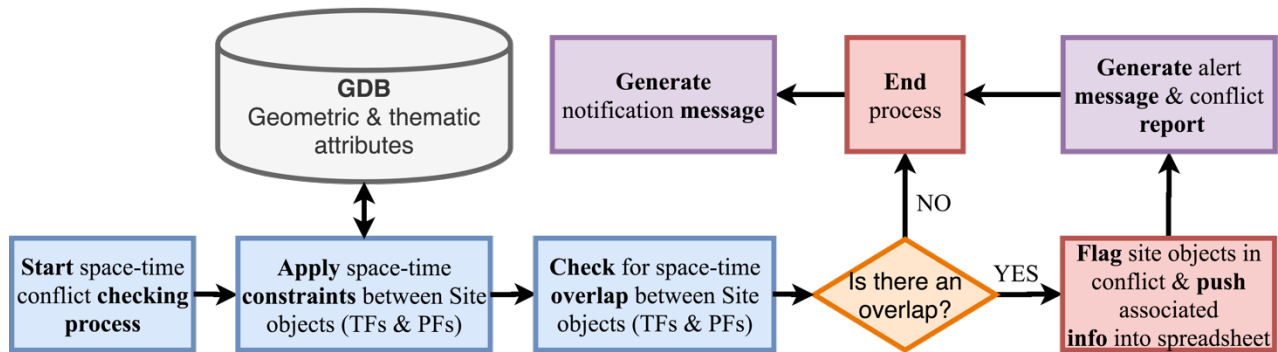 GDB
Geometric & thematic
attributes
Generate
notification message
End
process
Generate alert
message & conflict
report
NO
Start space-time
conflict checking
process
Apply space-time
constraints between Site
objects (TFs & PFs)
Check for space-time
overlap between Site
objects (TFs & PFs)
Is there an
overlap?
YES
Flag site objects in
conflict & push
associated
info into spreadsheet